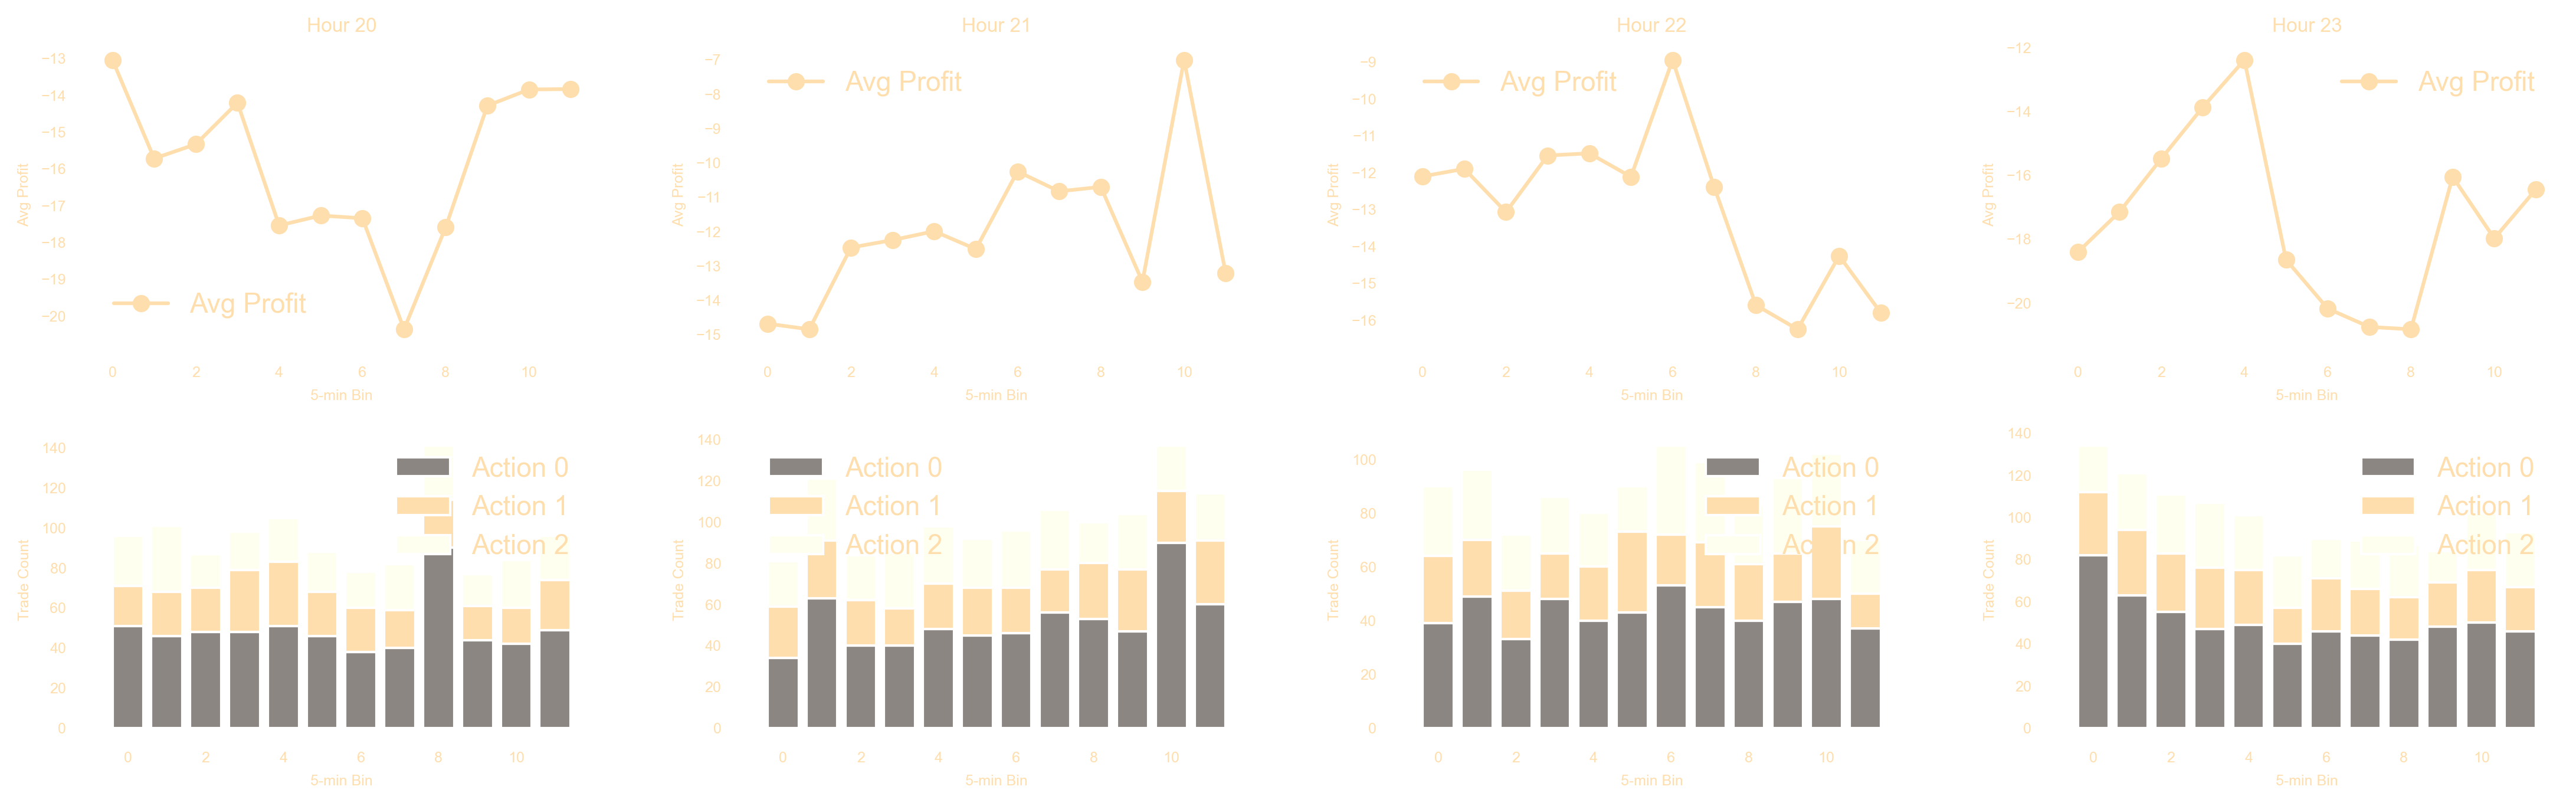 Hour 20
−13
−14
−15
−16
−17
−18
−19
−20
Avg Profit
Avg Profit
0 2 4 6 8 10
5-min Bin
Hour 21
−7
−8
−9
−10
−11
−12
−13
−14
−15
Avg Profit
Avg Profit
0 2 4 6 8 10
5-min Bin
Hour 22
−9
−10
−11
−12
−13
−14
−15
−16
Avg Profit
Avg Profit
0 2 4 6 8 10
5-min Bin
Hour 23
−12
−14
−16
−18
−20
Avg Profit
Avg Profit
0 2 4 6 8 10
5-min Bin
140
120
100
80
60
40
20
0
Trade Count
Action 0
Action 1
Action 2
0 2 4 6 8 10
5-min Bin
140
120
100
80
60
40
20
0
Trade Count
Action 0
Action 1
Action 2
0 2 4 6 8 10
5-min Bin
100
80
60
40
20
0
Trade Count
Action 0
Action 1
Action 2
0 2 4 6 8 10
5-min Bin
140
120
100
80
60
40
20
0
Trade Count
Action 0
Action 1
Action 2
0 2 4 6 8 10
5-min Bin